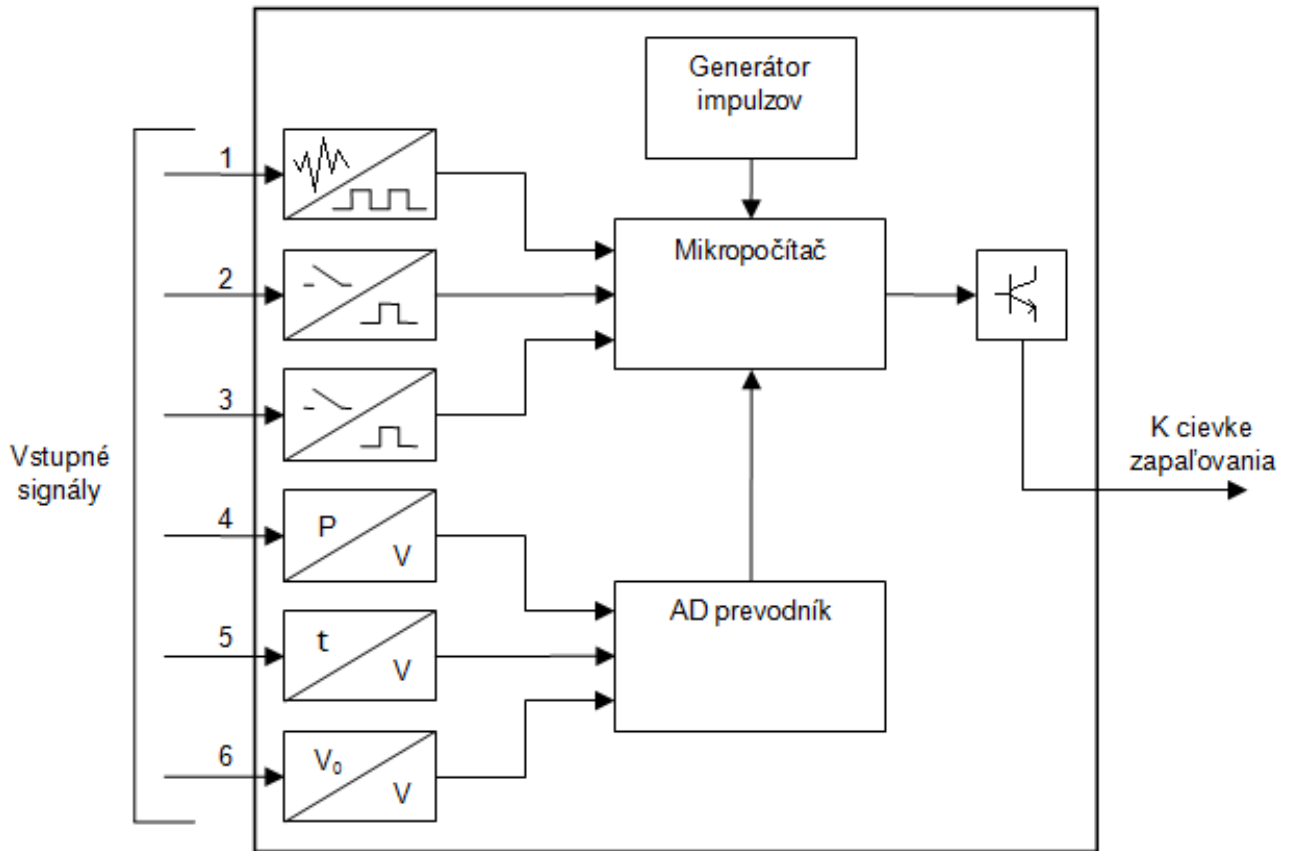 Generátor
impulzov
1
Mikropočítač
2
3
K cievke
zapaľovania
Vstupné
signály
4
P
V
AD prevodník
5
t
V
6
V₀
V